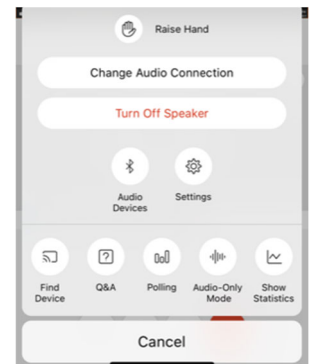 Raise Hand
Change Audio Connection
Turn Off Speaker
Audio
Devices
Settings
Find
Device
Q&A
Polling
Audio-Only
Mode
Show
Statistics
Cancel